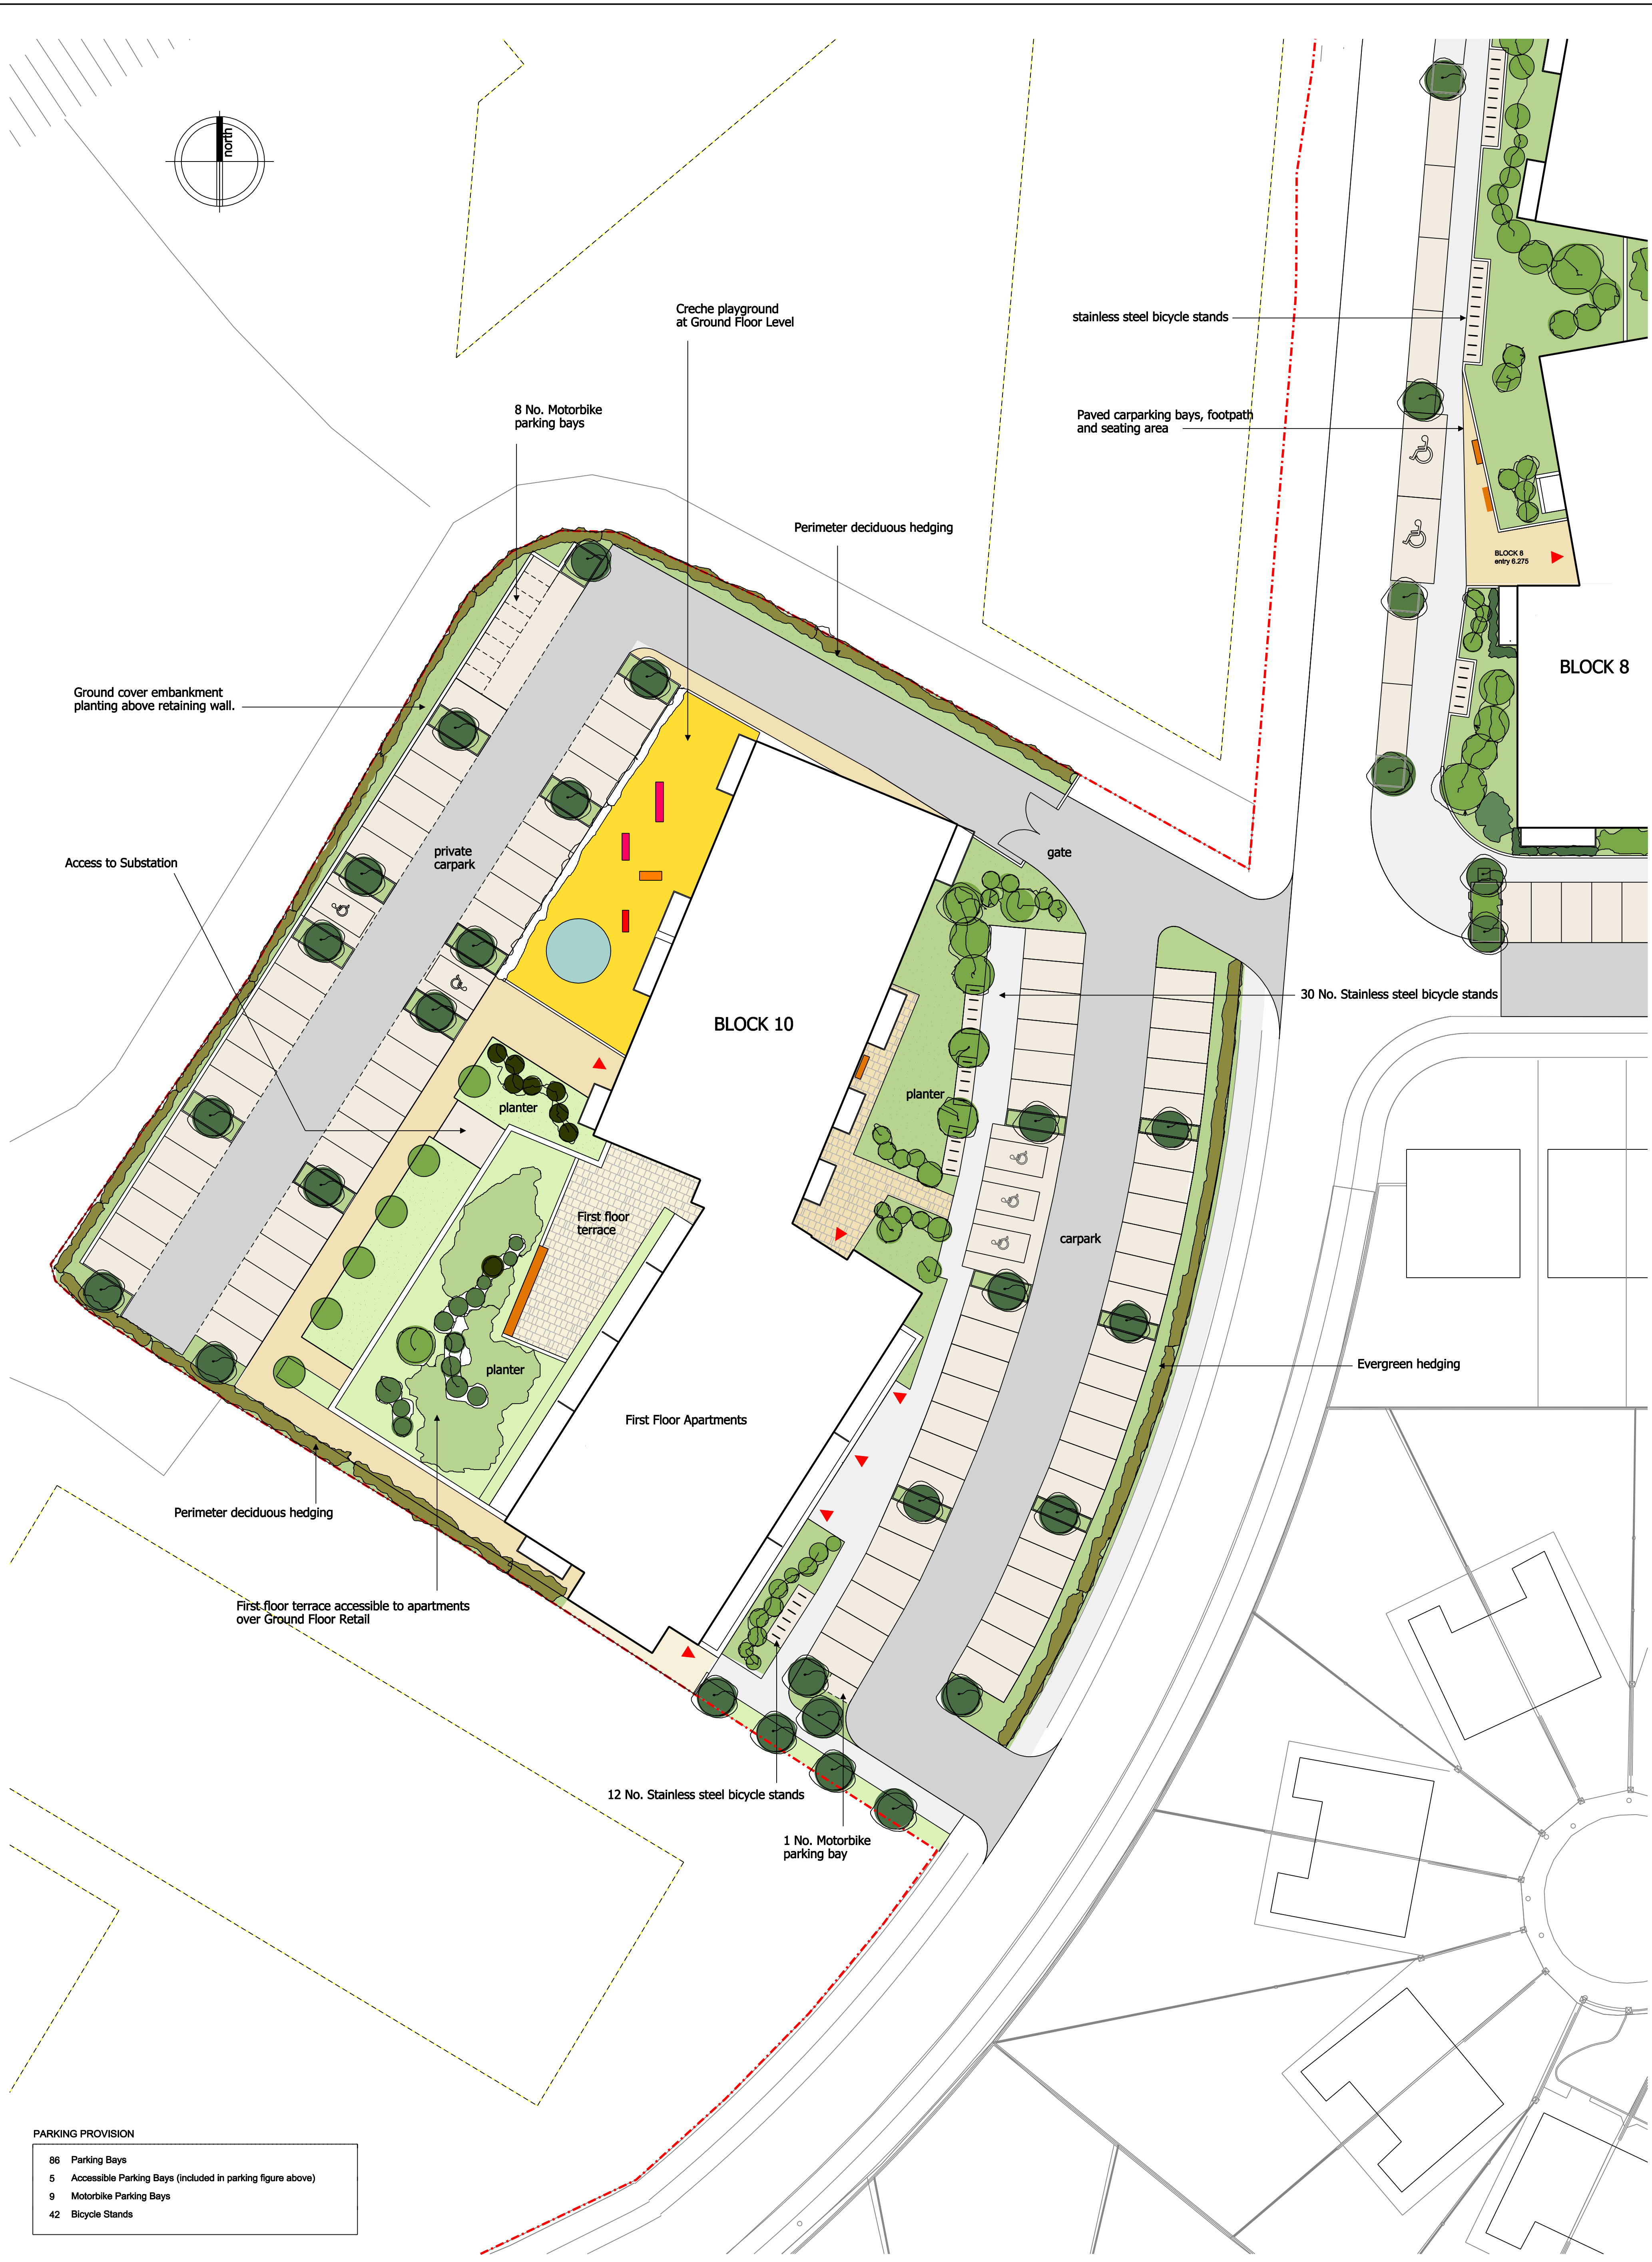 north
Creche playground
at Ground Floor Level
stainless steel bicycle stands
8 No. Motorbike
parking bays
Paved carparking bays, footpath
and seating area
Perimeter deciduous hedging
BLOCK 8
entry 6.275
BLOCK 8
Ground cover embankment
planting above retaining wall.
private
carpark
Access to Substation
gate
30 No. Stainless steel bicycle stands
BLOCK 10
planter
planter
First floor
terrace
carpark
planter
Evergreen hedging
First Floor Apartments
Perimeter deciduous hedging
First floor terrace accessible to apartments
over Ground Floor Retail
12 No. Stainless steel bicycle stands
1 No. Motorbike
parking bay
PARKING PROVISION
86 Parking Bays
5 Accessible Parking Bays (included in parking figure above)
9 Motorbike Parking Bays
42 Bicycle Stands